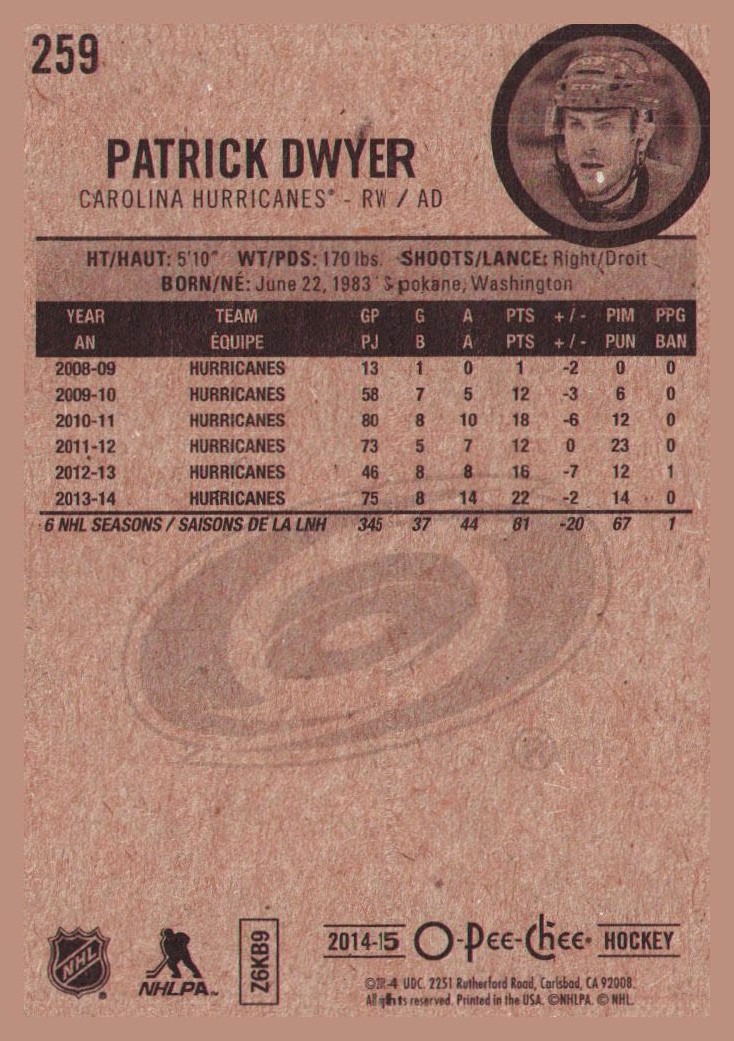 259
PATRICK DWYER
CAROLINA HURRICANES® - RW / AD
HT/HAUT: 5'10" WT/PDS: 170 lbs. SHOOTS/LANCE: Right/Droit
BORN/NÉ: June 22, 1983 Spokane, Washington
YEAR TEAM GP G A PTS +/- PIM PPG
AN ÉQUIPE PJ B A PTS +/- PUN BAN
2008-09 HURRICANES 13 1 0 1 -2 0 0
2009-10 HURRICANES 58 7 5 12 -3 6 0
2010-11 HURRICANES 80 8 10 18 -6 12 0
2011-12 HURRICANES 73 5 7 12 0 23 0
2012-13 HURRICANES 46 8 8 16 -7 12 1
2013-14 HURRICANES 75 8 14 22 -2 14 0
6 NHL SEASONS / SAISONS DE LA LNH 345 37 44 81 -20 67 1
®
NHL ®
NHLPA™
Z6KB9
2014-15 O-Pee-Chee® HOCKEY
UDC. 2251 Rutherford Road, Carlsbad, CA 92008.
All rights reserved. Printed in the USA. ©NHLPA. © NHL.